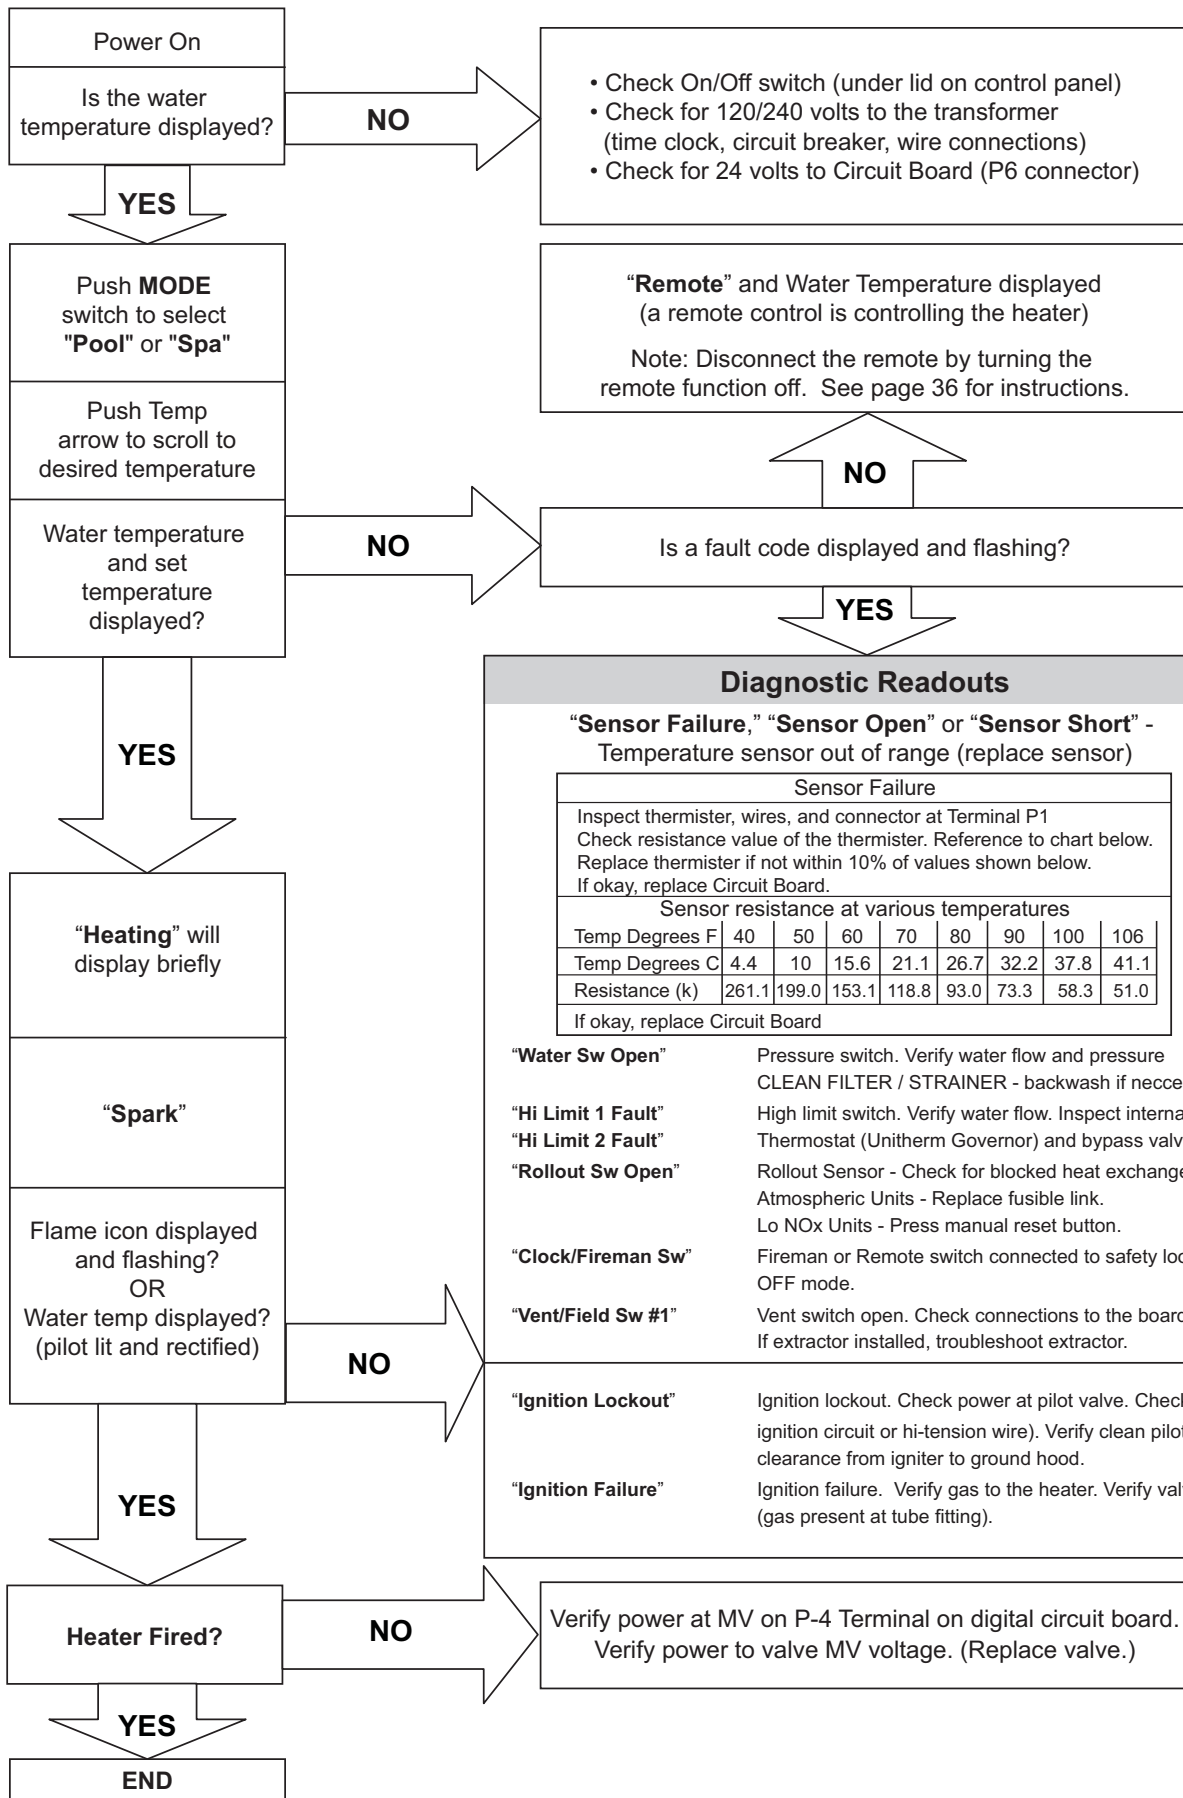 Power On
Is the water
temperature displayed?
NO
• Check On/Off switch (under lid on control panel)
• Check for 120/240 volts to the transformer
(time clock, circuit breaker, wire connections)
• Check for 24 volts to Circuit Board (P6 connector)
YES
Push MODE
switch to select
"Pool" or "Spa"
Push Temp
arrow to scroll to
desired temperature
Water temperature
and set
temperature
displayed?
NO
“Remote” and Water Temperature displayed
(a remote control is controlling the heater)
Note: Disconnect the remote by turning the
remote function off. See page 36 for instructions.
NO
Is a fault code displayed and flashing?
YES
YES
Diagnostic Readouts
“Sensor Failure,” “Sensor Open” or “Sensor Short” -
Temperature sensor out of range (replace sensor)
Sensor Failure
Inspect thermister, wires, and connector at Terminal P1
Check resistance value of the thermister. Reference to chart below.
Replace thermister if not within 10% of values shown below.
If okay, replace Circuit Board.
Sensor resistance at various temperatures
Temp Degrees F 40 50 60 70 80 90 100 106
Temp Degrees C 4.4 10 15.6 21.1 26.7 32.2 37.8 41.1
Resistance (k) 261.1 199.0 153.1 118.8 93.0 73.3 58.3 51.0
If okay, replace Circuit Board
“Water Sw Open” Pressure switch. Verify water flow and pressure
CLEAN FILTER / STRAINER - backwash if necce
“Hi Limit 1 Fault” High limit switch. Verify water flow. Inspect interna
“Hi Limit 2 Fault” Thermostat (Unitherm Governor) and bypass valv
“Rollout Sw Open” Rollout Sensor - Check for blocked heat exchange
Atmospheric Units - Replace fusible link.
Lo NOx Units - Press manual reset button.
“Clock/Fireman Sw” Fireman or Remote switch connected to safety loc
OFF mode.
“Vent/Field Sw #1” Vent switch open. Check connections to the board
If extractor installed, troubleshoot extractor.
“Ignition Lockout” Ignition lockout. Check power at pilot valve. Check
ignition circuit or hi-tension wire). Verify clean pilot
clearance from igniter to ground hood.
“Ignition Failure” Ignition failure. Verify gas to the heater. Verify val
(gas present at tube fitting).
“Heating” will
display briefly
“Spark”
Flame icon displayed
and flashing?
OR
Water temp displayed?
(pilot lit and rectified)
NO
YES
Heater Fired?
NO
Verify power at MV on P-4 Terminal on digital circuit board.
Verify power to valve MV voltage. (Replace valve.)
YES
END